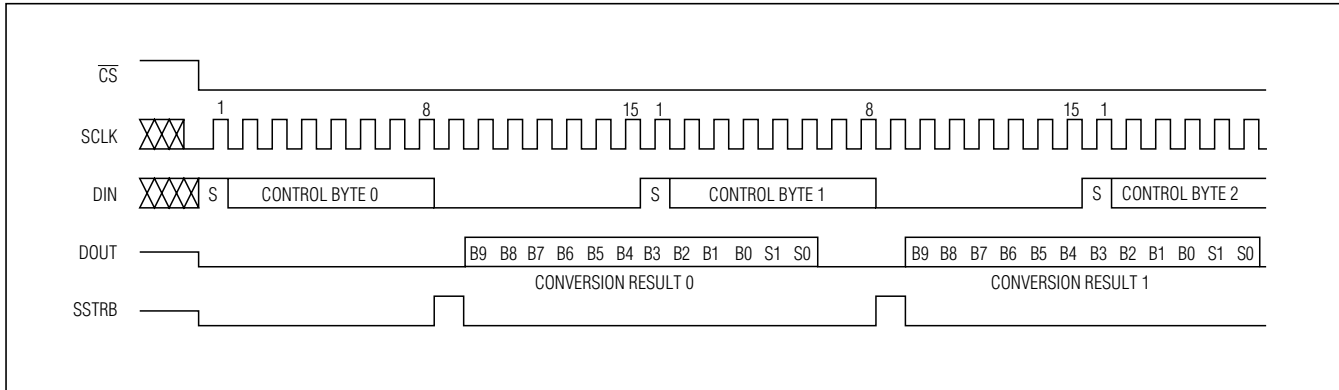 CS
1 8 15 1 8 15 1
SCLK
DIN S CONTROL BYTE 0 S CONTROL BYTE 1 S CONTROL BYTE 2
DOUT B9 B8 B7 B6 B5 B4 B3 B2 B1 B0 S1 S0 B9 B8 B7 B6 B5 B4 B3 B2 B1 B0 S1 S0
CONVERSION RESULT 0 CONVERSION RESULT 1
SSTRB